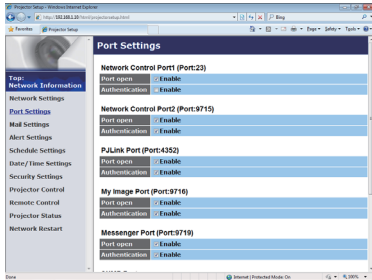 Projector Setup - Windows Internet Explorer
http://192.168.1.10/html/projectorsetup.html
Bing
Favorites
Projector Setup
Page
Safety
Tools
Port Settings
Top:
Network Information
Network Settings
Port Settings
Mail Settings
Alert Settings
Schedule Settings
Date/Time Settings
Security Settings
Projector Control
Remote Control
Projector Status
Network Restart
Network Control Port1 (Port:23)
Port open Enable
Authentication Enable
Network Control Port2 (Port:9715)
Port open Enable
Authentication Enable
PJLink Port (Port:4352)
Port open Enable
Authentication Enable
My Image Port (Port:9716)
Port open Enable
Authentication Enable
Messenger Port (Port:9719)
Port open Enable
Authentication Enable
Done
Internet | Protected Mode: On
100%